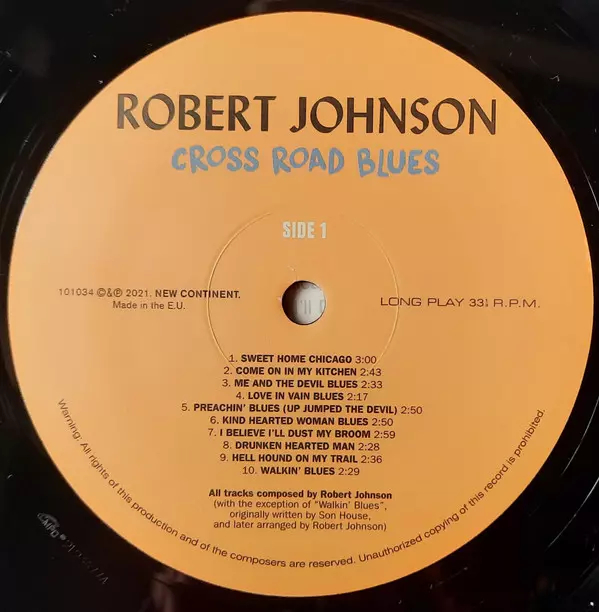 ROBERT JOHNSON
CROSS ROAD BLUES
SIDE 1
101034 ©&℗ 2021. NEW CONTINENT.
Made in the E.U.
LONG PLAY 33⅓ R.P.M.
1. SWEET HOME CHICAGO 3:00
2. COME ON IN MY KITCHEN 2:43
3. ME AND THE DEVIL BLUES 2:33
4. LOVE IN VAIN BLUES 2:17
5. PREACHIN' BLUES (UP JUMPED THE DEVIL) 2:50
6. KIND HEARTED WOMAN BLUES 2:50
7. I BELIEVE I'LL DUST MY BROOM 2:59
8. DRUNKEN HEARTED MAN 2:28
9. HELL HOUND ON MY TRAIL 2:36
10. WALKIN' BLUES 2:29
All tracks composed by Robert Johnson
(with the exception of "Walkin' Blues",
originally written by Son House,
and later arranged by Robert Johnson)
Warning: All rights of this production and of the composers are reserved. Unauthorized copying of this record is prohibited.